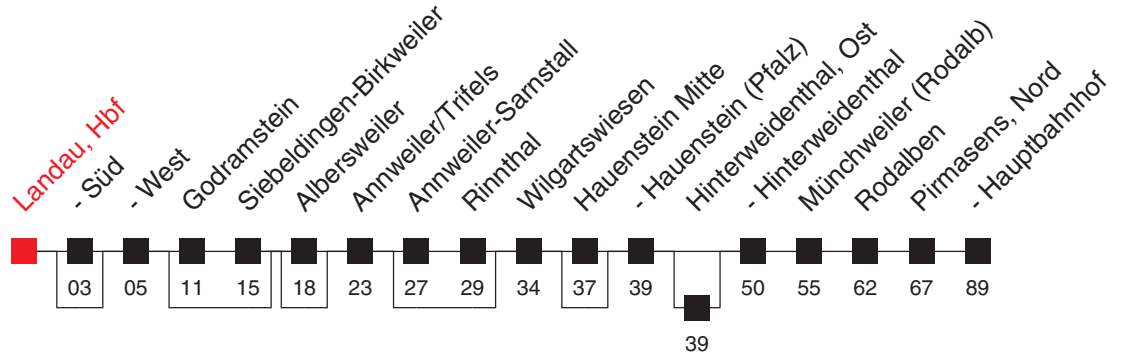 Landau, Hbf
- Süd
- West
Godramstein
Siebeldingen-Birkweiler
Albersweiler
Annweiler/Trifels
Annweiler-Sarnstall
Rinnthal
Wilgartswiesen
Hauenstein Mitte
- Hauenstein (Pfalz)
Hinterweidenthal, Ost
- Hinterweidenthal
Münchweiler (Rodalb)
Rodalben
Pirmasens, Nord
- Hauptbahnhof
03 05 11 15 18 23 27 29 34 37 39 50 55 62 67 89
39